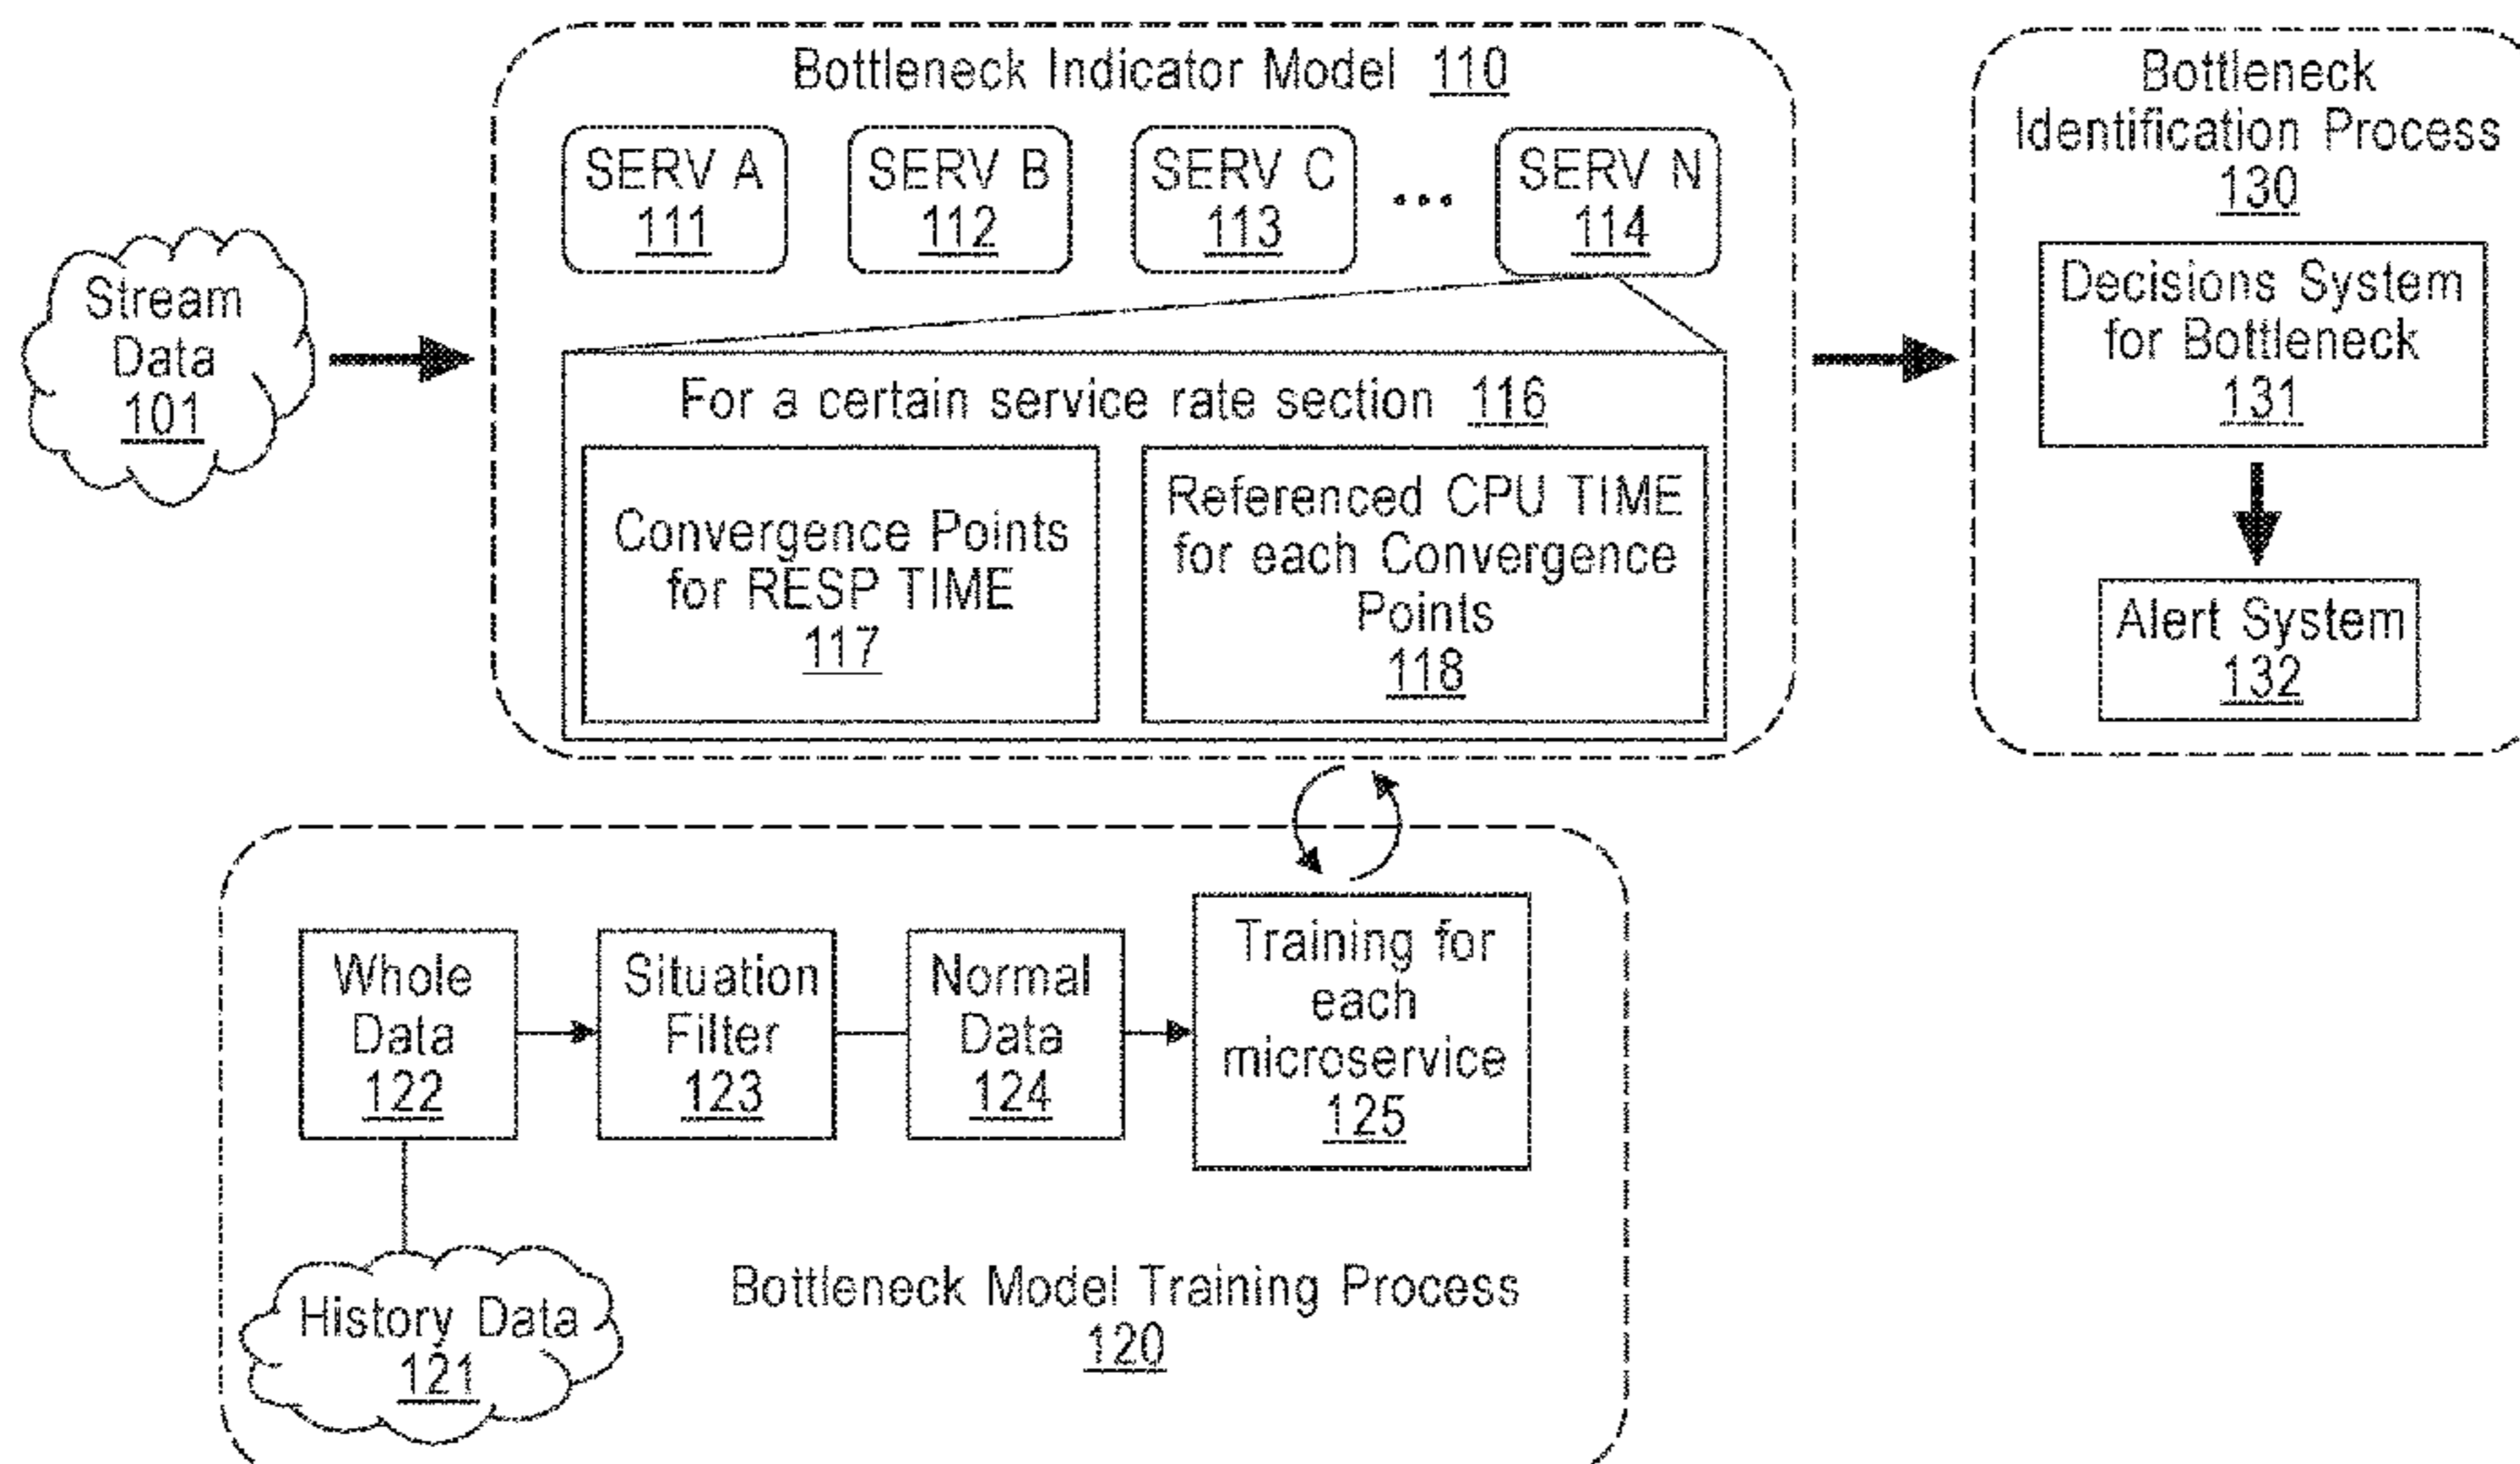 Bottleneck Indicator Model 110
SERV A
111
SERV B
112
SERV C
113
...
SERV N
114
Stream
Data
101
For a certain service rate section 116
Convergence Points
for RESP TIME
117
Referenced CPU TIME
for each Convergence
Points
118
Bottleneck
Identification Process
130
Decisions System
for Bottleneck
131
Alert System
132
Whole
Data
122
Situation
Filter
123
Normal
Data
124
Training for
each
microservice
125
History Data
121
Bottleneck Model Training Process
120